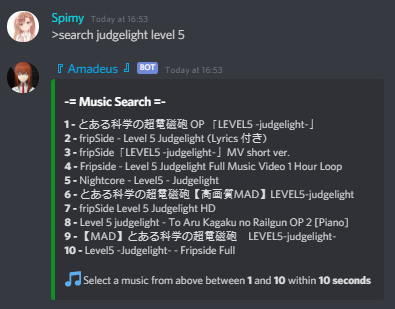 Spimy Today at 16:53
>search judgelight level 5
『 Amadeus 』 BOT Today at 16:53
-= Music Search =-
1 - とある科学の超電磁砲 OP 「LEVEL5 -judgelight-」
2 - fripSide - Level 5 Judgelight (Lyrics 付き)
3 - fripSide「LEVEL5 -judgelight-」MV short ver.
4 - Fripside - Level 5 Judgelight Full Music Video 1 Hour Loop
5 - Nightcore - Level5 - Judgelight
6 - とある科学の超電磁砲【高画質MAD】LEVEL5-judgelight
7 - fripSide Level 5 Judgelight HD
8 - Level 5 judgelight - To Aru Kagaku no Railgun OP 2 [Piano]
9 - 【MAD】とある科学の超電磁砲　LEVEL5-judgelight-
10 - Level5 -Judgelight- - Fripside Full
Select a music from above between 1 and 10 within 10 seconds